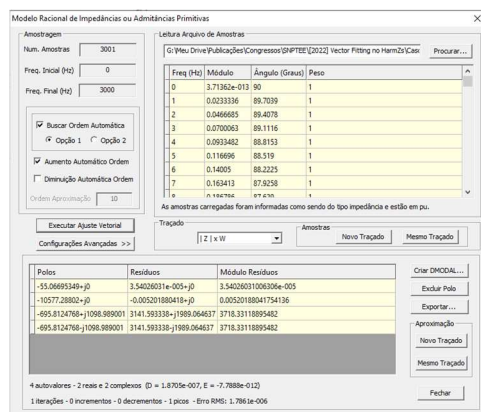 Modelo Racional de Impedâncias ou Admitâncias Primitivas
Amostragem
Num. Amostras 3001
Freq. Inicial (Hz) 0
Freq. Final (Hz) 3000
Buscar Ordem Automática
Opção 1 Opção 2
Aumento Automático Ordem
Diminuição Automática Ordem
Ordem Aproximação 10
Executar Ajuste Vetorial
Configurações Avançadas >>
Leitura Arquivo de Amostras
G:\Meu Drive\Publicações\Congressos\SNPTEE\[2022] Vector Fitting no HarmZs\Caso Procurar...
Freq (Hz) Módulo Ângulo (Graus) Peso
0 3.71362e-013 90 1
1 0.0233336 89.7039 1
2 0.0466685 89.4078 1
3 0.0700063 89.1116 1
4 0.0933482 88.8153 1
5 0.116696 88.519 1
6 0.14005 88.2225 1
7 0.163413 87.9258 1
8 0.186786 87.629 1
As amostras carregadas foram informadas como sendo do tipo impedância e estão em pu.
Traçado
| Z | x W
Amostras
Novo Traçado Mesmo Traçado
Polos Resíduos Módulo Resíduos
-55.06695349+j0 3.54026031e-005+j0 3.54026031006306e-005
-10577.28802+j0 -0.005201880418+j0 0.00520188041754136
-695.8124768+j1098.989001 3141.593338+j1989.064637 3718.33118895482
-695.8124768-j1098.989001 3141.593338-j1989.064637 3718.33118895482
Criar DMODAL...
Excluir Polo
Exportar...
Aproximação
Novo Traçado
Mesmo Traçado
Fechar
4 autovalores - 2 reais e 2 complexos (D = 1.8705e-007, E = -7.7888e-012)
1 iterações - 0 incrementos - 0 decrementos - 1 picos - Erro RMS: 1.7861e-006